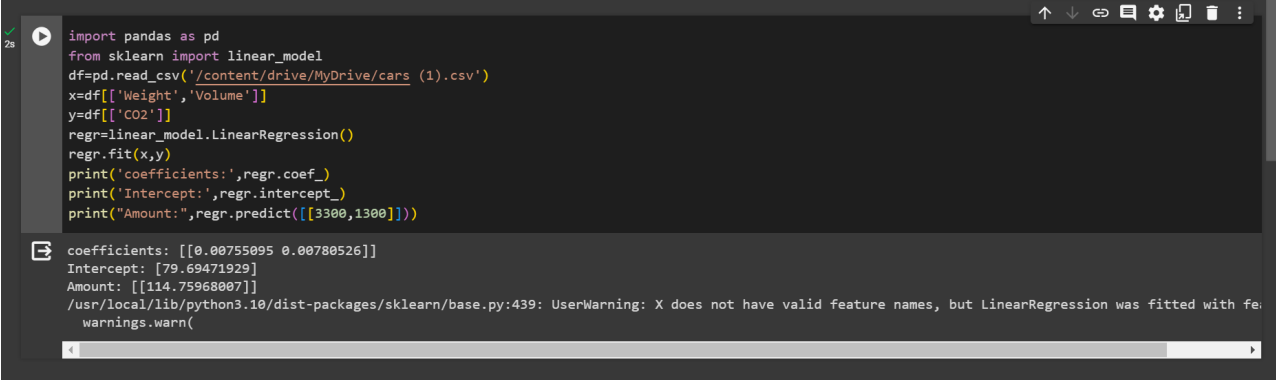 2s
import pandas as pd
from sklearn import linear_model
df=pd.read_csv('/content/drive/MyDrive/cars (1).csv')
x=df[['Weight','Volume']]
y=df[['CO2']]
regr=linear_model.LinearRegression()
regr.fit(x,y)
print('coefficients:',regr.coef_)
print('Intercept:',regr.intercept_)
print("Amount:",regr.predict([[3300,1300]]))
coefficients: [[0.00755095 0.00780526]]
Intercept: [79.69471929]
Amount: [[114.75968007]]
/usr/local/lib/python3.10/dist-packages/sklearn/base.py:439: UserWarning: X does not have valid feature names, but LinearRegression was fitted with
warnings.warn(